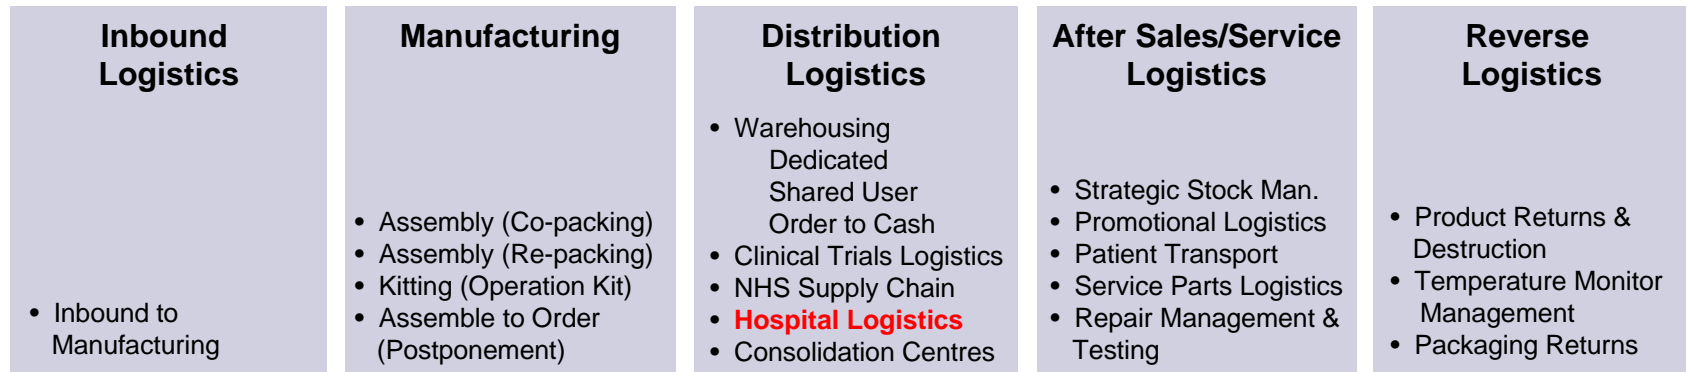 Inbound
Logistics
• Inbound to
Manufacturing
Manufacturing
• Assembly (Co-packing)
• Assembly (Re-packing)
• Kitting (Operation Kit)
• Assemble to Order
(Postponement)
Distribution
Logistics
• Warehousing
Dedicated
Shared User
Order to Cash
• Clinical Trials Logistics
• NHS Supply Chain
• Hospital Logistics
• Consolidation Centres
After Sales/Service
Logistics
• Strategic Stock Man.
• Promotional Logistics
• Patient Transport
• Service Parts Logistics
• Repair Management &
Testing
Reverse
Logistics
• Product Returns &
Destruction
• Temperature Monitor
Management
• Packaging Returns